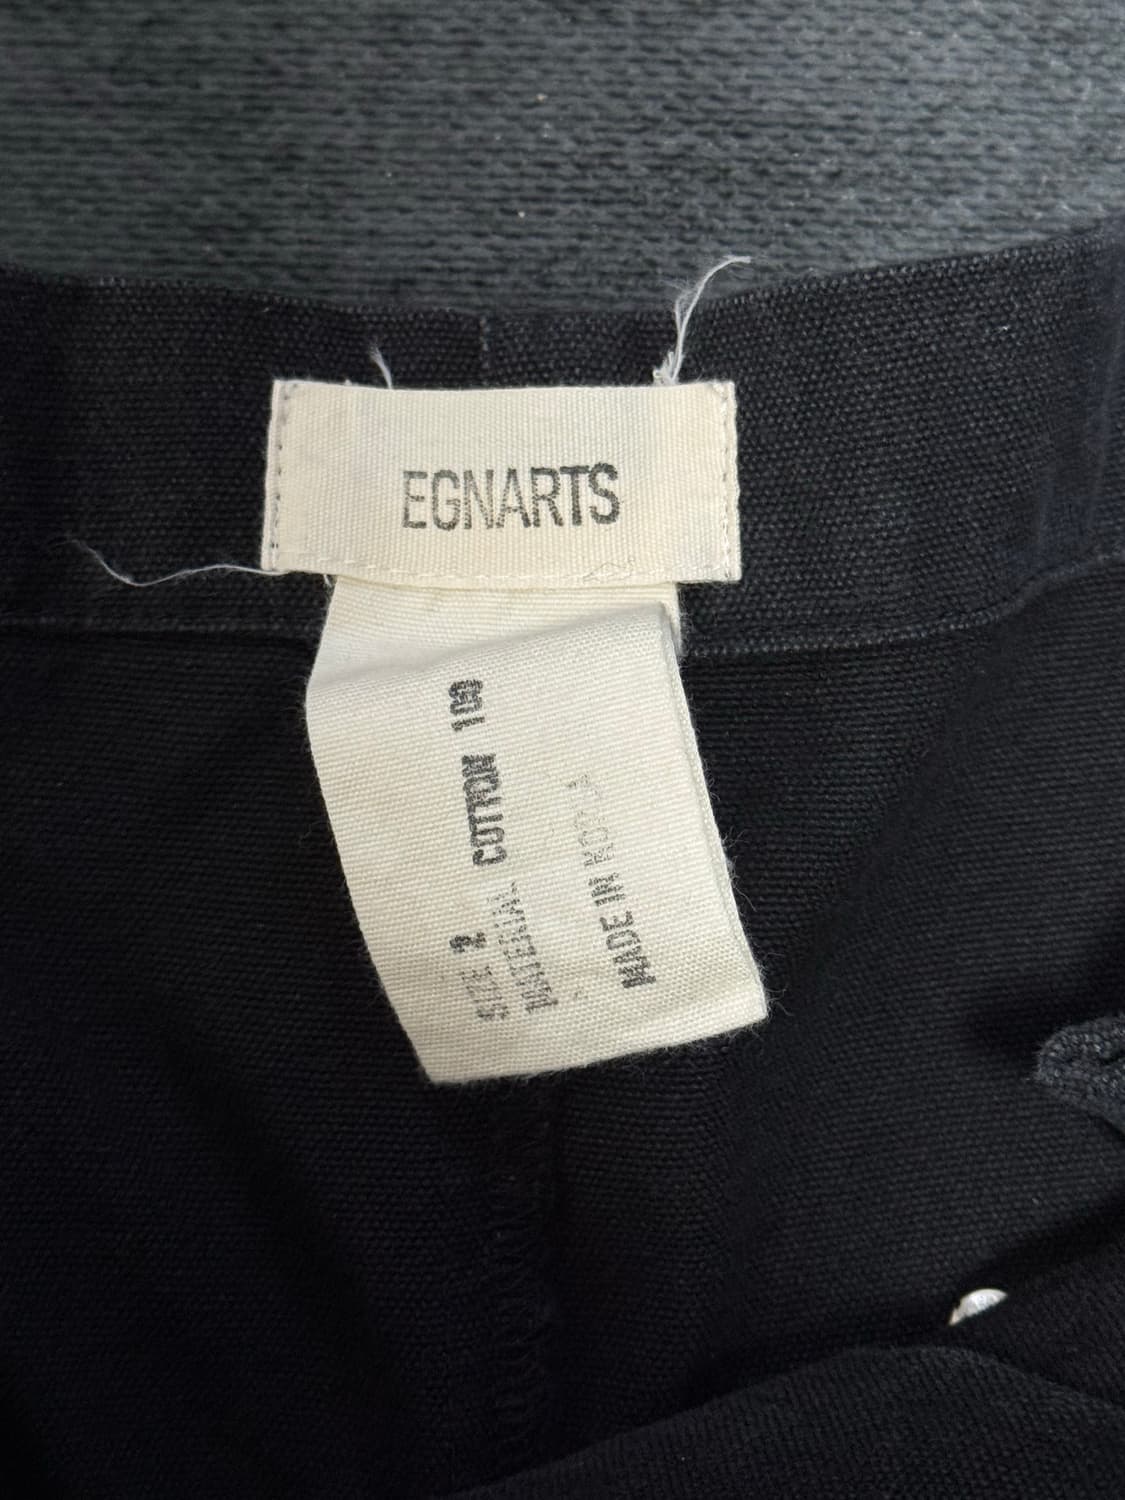 EGNARTS
SIZE 2
MATERIAL COTTON 100
MADE IN KOREA